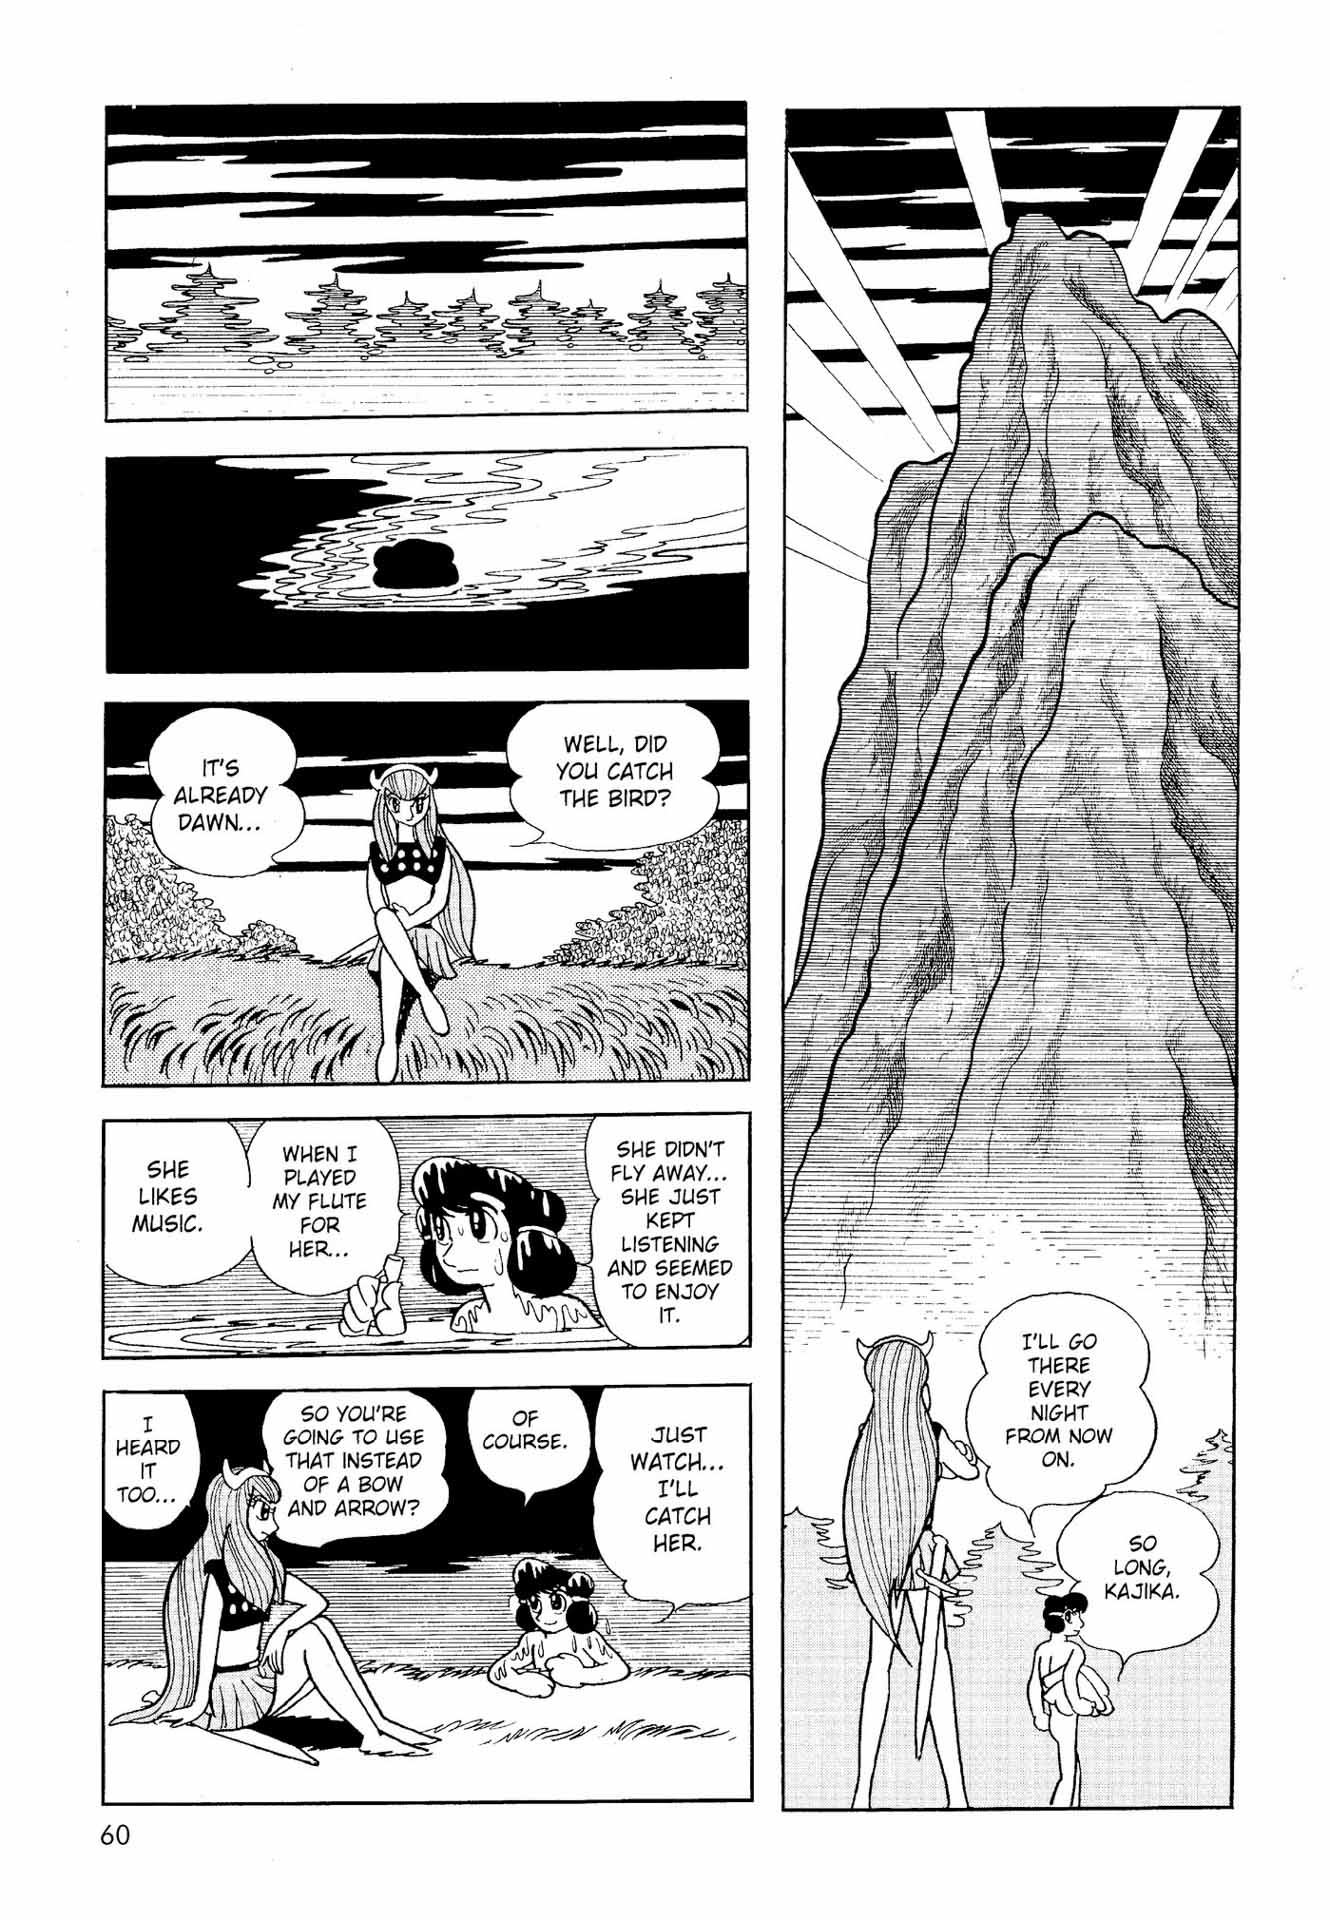 IT'S
ALREADY
DAWN...
WELL, DID
YOU CATCH
THE BIRD?
SHE
LIKES
MUSIC.
WHEN I
PLAYED
MY FLUTE
FOR
HER...
SHE DIDN'T
FLY AWAY...
SHE JUST
KEPT
LISTENING
AND SEEMED
TO ENJOY
IT.
I
HEARD
IT
TOO...
SO YOU'RE
GOING TO USE
THAT INSTEAD
OF A BOW
AND ARROW?
OF
COURSE.
JUST
WATCH...
I'LL
CATCH
HER.
I'LL GO
THERE
EVERY
NIGHT
FROM NOW
ON.
SO
LONG,
KAJIKA.
60